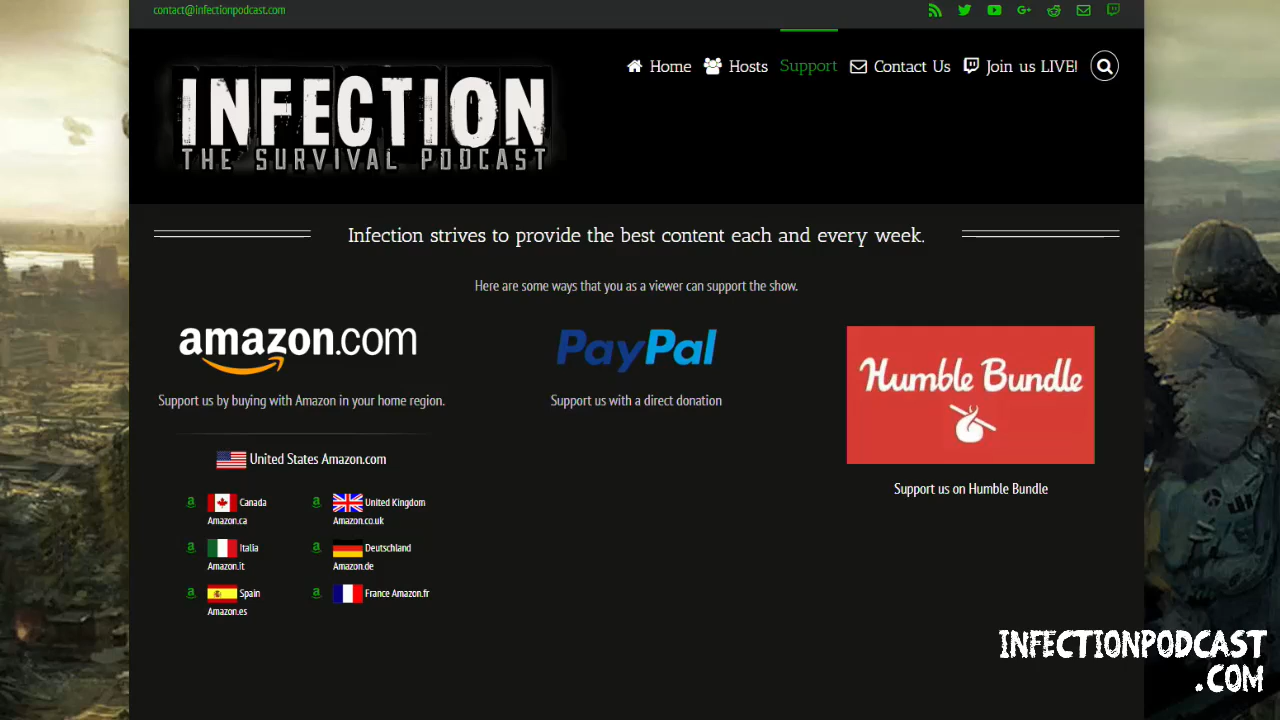 contact@infectionpodcast.com
Home Hosts Support Contact Us Join us LIVE!
INFECTION
THE SURVIVAL PODCAST
Infection strives to provide the best content each and every week.
Here are some ways that you as a viewer can support the show.
amazon.com
Support us by buying with Amazon in your home region.
United States Amazon.com
Canada
Amazon.ca
United Kingdom
Amazon.co.uk
Italia
Amazon.it
Deutschland
Amazon.de
Spain
Amazon.es
France Amazon.fr
PayPal
Support us with a direct donation
Humble Bundle
Support us on Humble Bundle
INFECTIONPODCAST
.COM